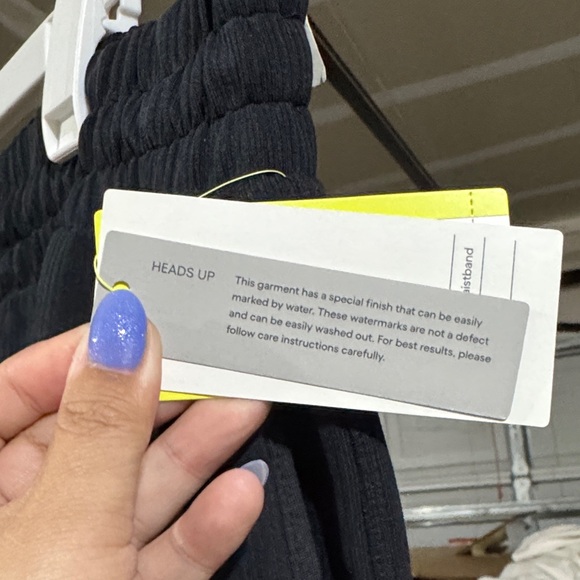 HEADS UP
This garment has a special finish that can be easily
marked by water. These watermarks are not a defect
and can be easily washed out. For best results, please
follow care instructions carefully.